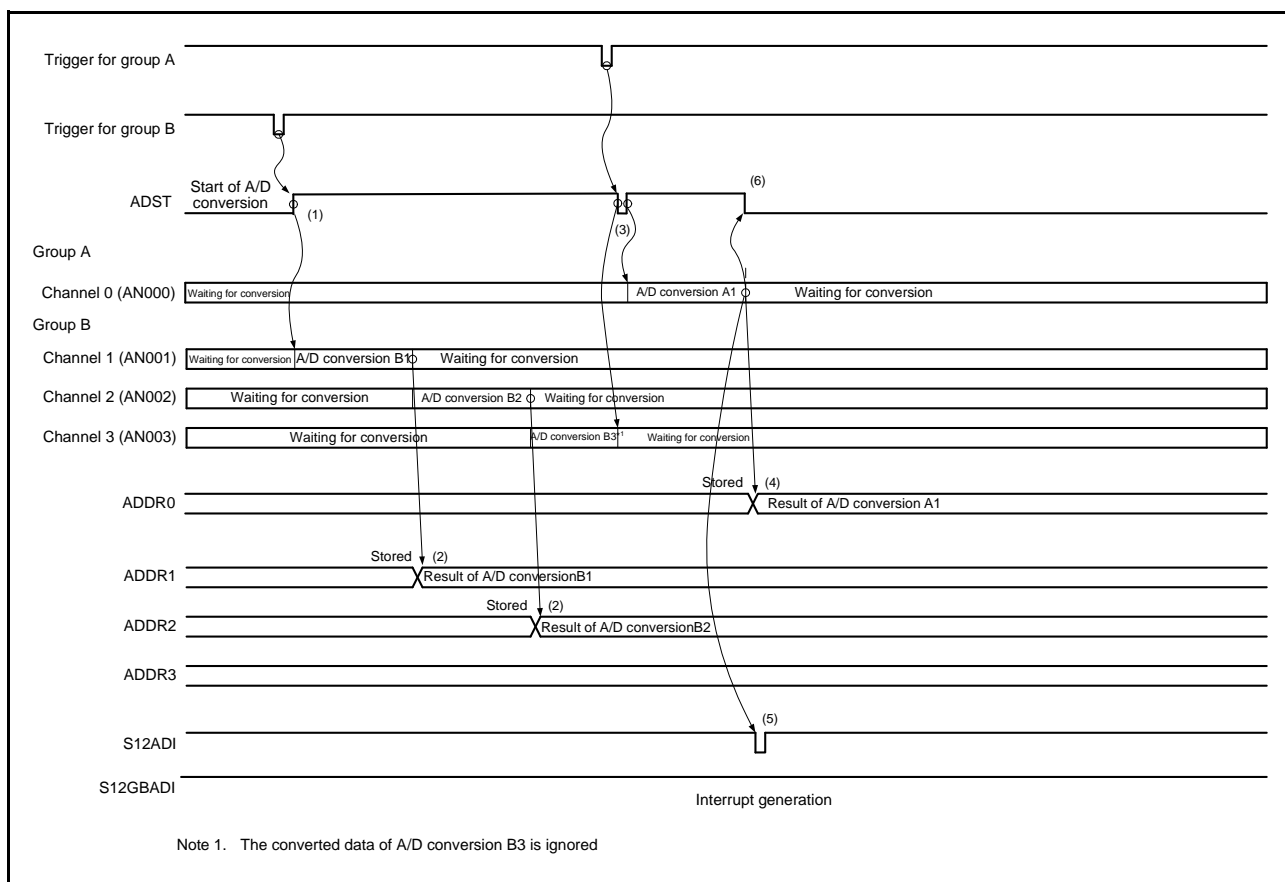 Trigger for group A
Trigger for group B
Start of A/D
conversion
ADST
(1)
(3)
(6)
Group A
Channel 0 (AN000)
Waiting for conversion
A/D conversion A1
Waiting for conversion
Group B
Channel 1 (AN001)
Waiting for conversion
A/D conversion B1
Waiting for conversion
Channel 2 (AN002)
Waiting for conversion
A/D conversion B2
Waiting for conversion
Channel 3 (AN003)
Waiting for conversion
A/D conversion B3*1
Waiting for conversion
Stored
(4)
ADDR0
Result of A/D conversion A1
Stored
(2)
ADDR1
Result of A/D conversionB1
Stored
(2)
ADDR2
Result of A/D conversionB2
ADDR3
(5)
S12ADI
S12GBADI
Interrupt generation
Note 1. The converted data of A/D conversion B3 is ignored